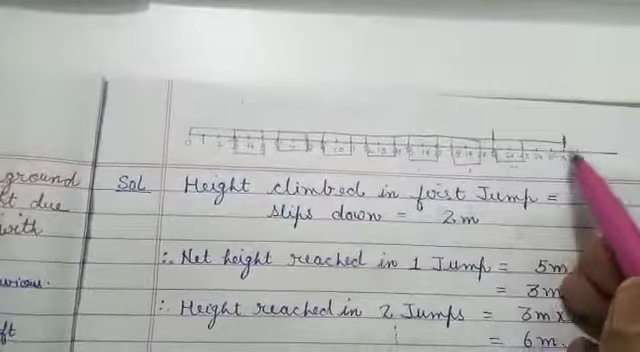 ground Sol Height climbed in first Jump =
t due slips down = 2m
with
∴ Net height reached in 1 Jump = 5m
vious. = 3m
∴ Height reached in 2 Jumps = 3m x
ft = 6m.